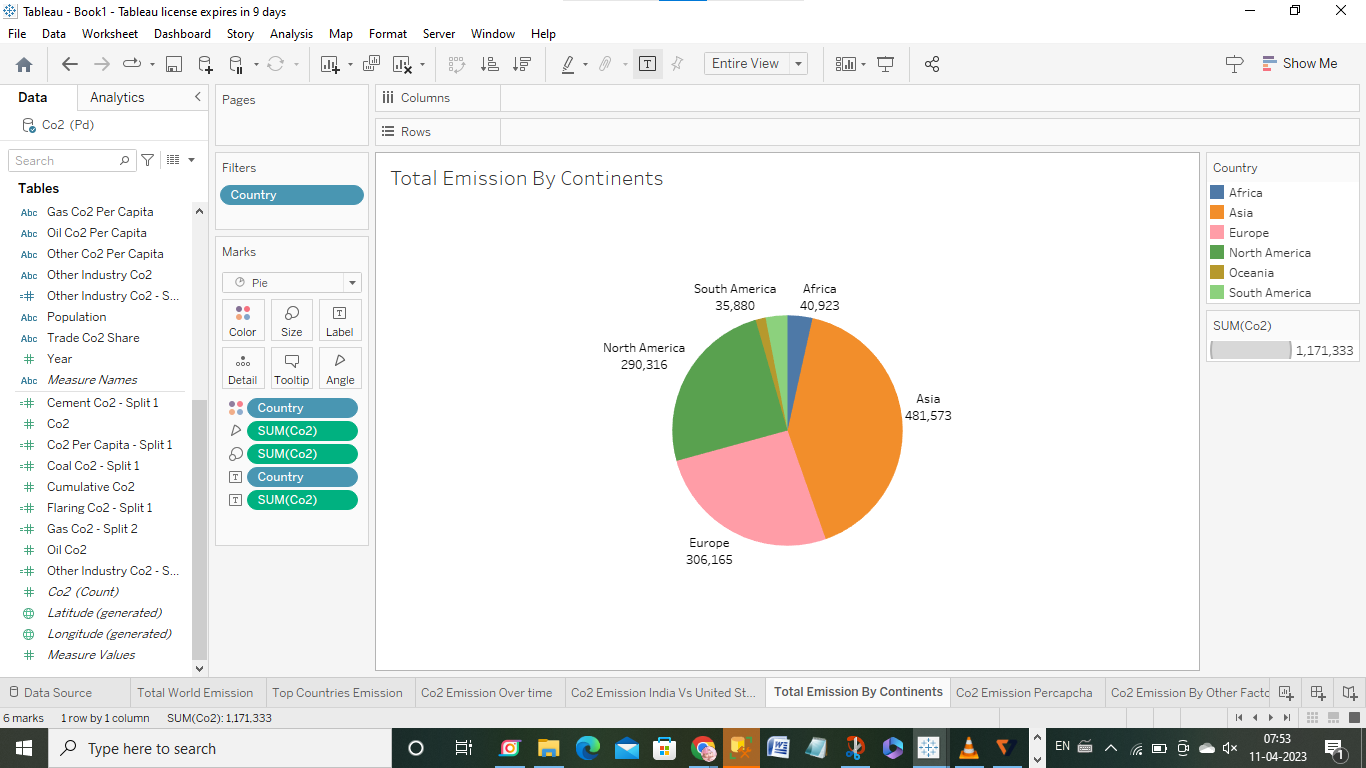 Tableau - Book1 - Tableau license expires in 9 days
File Data Worksheet Dashboard Story Analysis Map Format Server Window Help
Entire View
Show Me
Data Analytics
Co2 (Pd)
Search
Tables
Abc Gas Co2 Per Capita
Abc Oil Co2 Per Capita
Abc Other Co2 Per Capita
Abc Other Industry Co2
=# Other Industry Co2 - S...
Abc Population
Abc Trade Co2 Share
# Year
Abc Measure Names
=# Cement Co2 - Split 1
# Co2
=# Co2 Per Capita - Split 1
=# Coal Co2 - Split 1
# Cumulative Co2
=# Flaring Co2 - Split 1
=# Gas Co2 - Split 2
# Oil Co2
=# Other Industry Co2 - S...
# Co2 (Count)
Latitude (generated)
Longitude (generated)
# Measure Values
Pages
Filters
Country
Marks
Pie
Color Size Label
Detail Tooltip Angle
Country
SUM(Co2)
SUM(Co2)
Country
SUM(Co2)
Columns
Rows
Total Emission By Continents
South America
35,880
Africa
40,923
North America
290,316
Asia
481,573
Europe
306,165
Country
Africa
Asia
Europe
North America
Oceania
South America
SUM(Co2)
1,171,333
Data Source Total World Emission Top Countries Emission Co2 Emission Over time Co2 Emission India Vs United St... Total Emission By Continents Co2 Emission Percapcha Co2 Emission By Other Facto
6 marks 1 row by 1 column SUM(Co2): 1,171,333
Type here to search
EN
07:53
11-04-2023
1